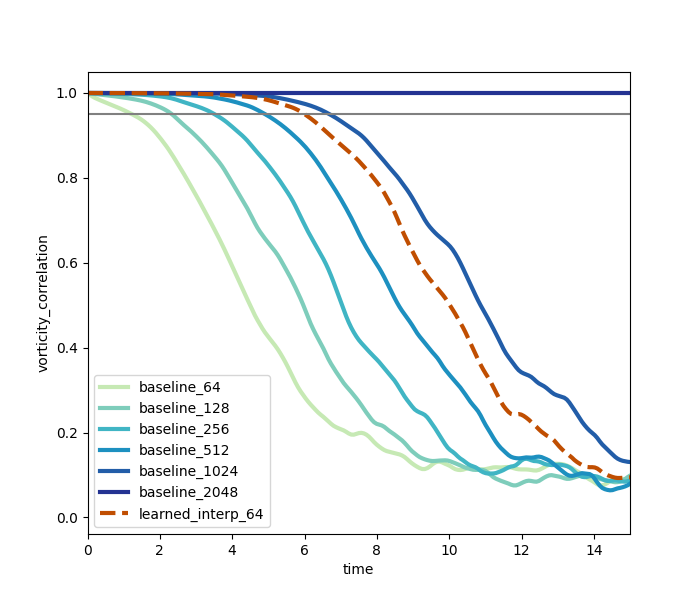 1.0
0.8
0.6
0.4
0.2
0.0
vorticity_correlation
baseline_64
baseline_128
baseline_256
baseline_512
baseline_1024
baseline_2048
learned_interp_64
0 2 4 6 8 10 12 14
time